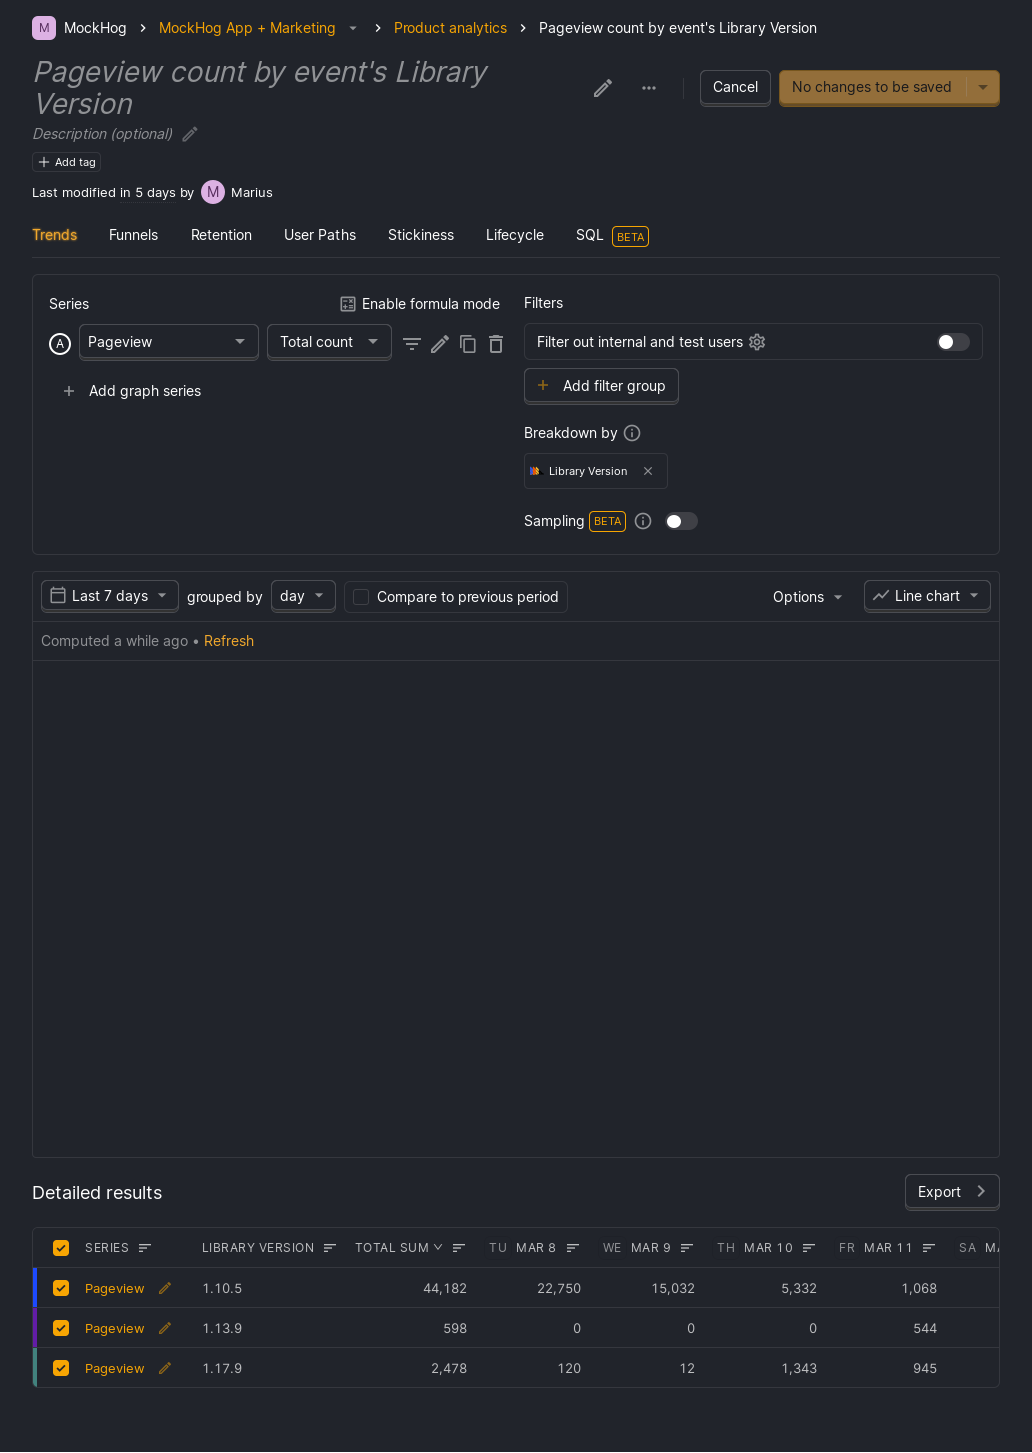 M MockHog > MockHog App + Marketing > Product analytics > Pageview count by event's Library Version
Pageview count by event's Library
Version
Cancel
No changes to be saved
Description (optional)
Add tag
Last modified in 5 days by M Marius
Trends Funnels Retention User Paths Stickiness Lifecycle SQL BETA
Series
Enable formula mode
A Pageview Total count
Add graph series
Filters
Filter out internal and test users
Add filter group
Breakdown by
Library Version
Sampling BETA
Last 7 days grouped by day Compare to previous period Options Line chart
Computed a while ago • Refresh
Detailed results
Export
SERIES LIBRARY VERSION TOTAL SUM TU MAR 8 WE MAR 9 TH MAR 10 FR MAR 11 SA
Pageview 1.10.5 44,182 22,750 15,032 5,332 1,068
Pageview 1.13.9 598 0 0 0 544
Pageview 1.17.9 2,478 120 12 1,343 945